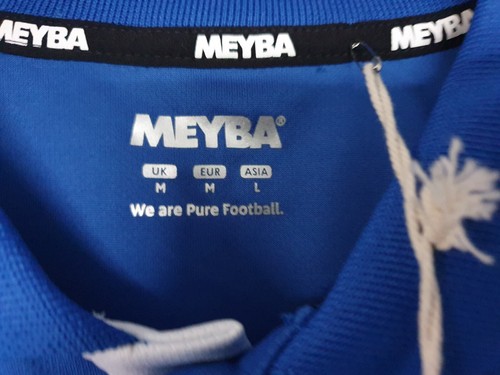 MEYBA MEYBA MEYBA
MEYBA®
UK EUR ASIA
M M L
We are Pure Football.